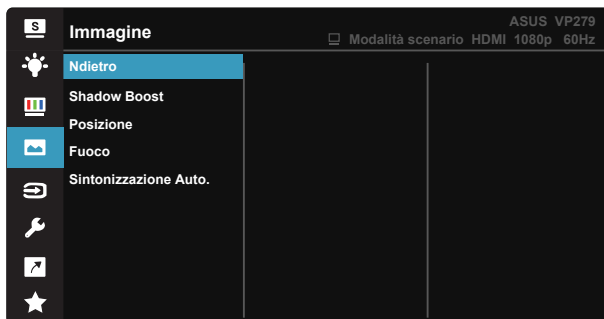 S
Immagine
ASUS VP279
Modalità scenario HDMI 1080p 60Hz
Ndietro
Shadow Boost
Posizione
Fuoco
Sintonizzazione Auto.